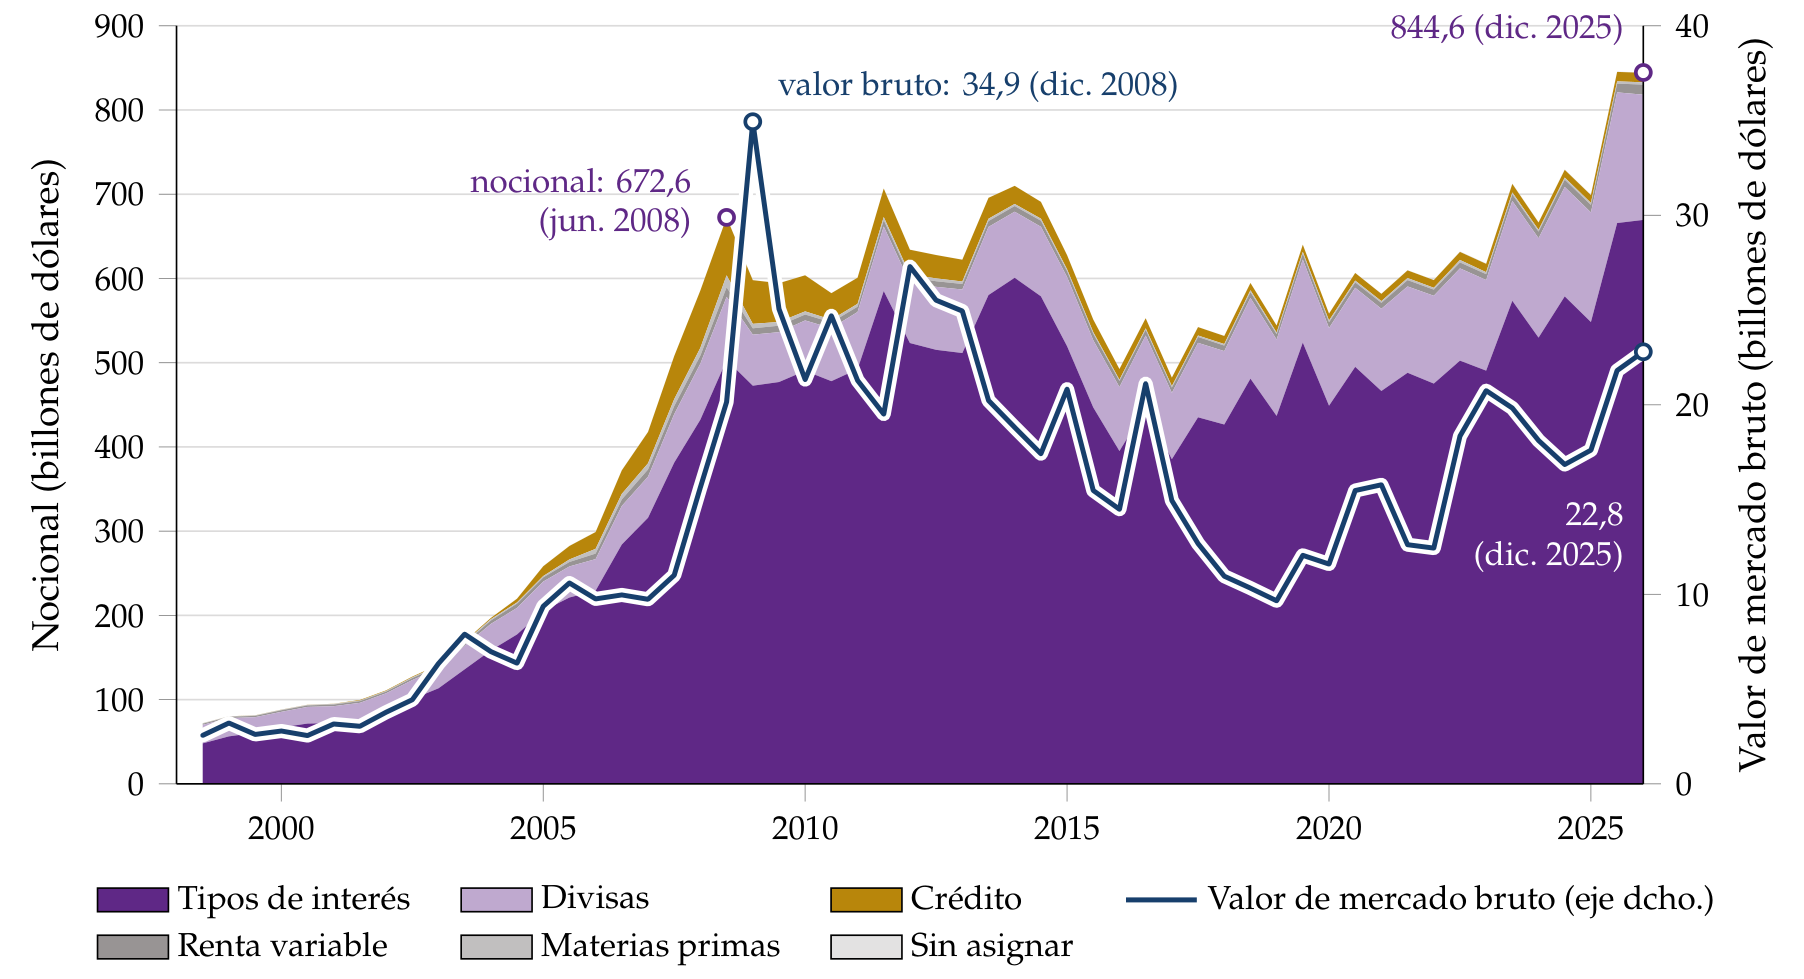 844,6 (dic. 2025)
valor bruto: 34,9 (dic. 2008)
nocional: 672,6
(jun. 2008)
22,8
(dic. 2025)
Nocional (billones de dólares)
900
800
700
600
500
400
300
200
100
0
Valor de mercado bruto (billones de dólares)
40
30
20
10
0
2000
2005
2010
2015
2020
2025
Tipos de interés
Divisas
Crédito
Valor de mercado bruto (eje dcho.)
Renta variable
Materias primas
Sin asignar